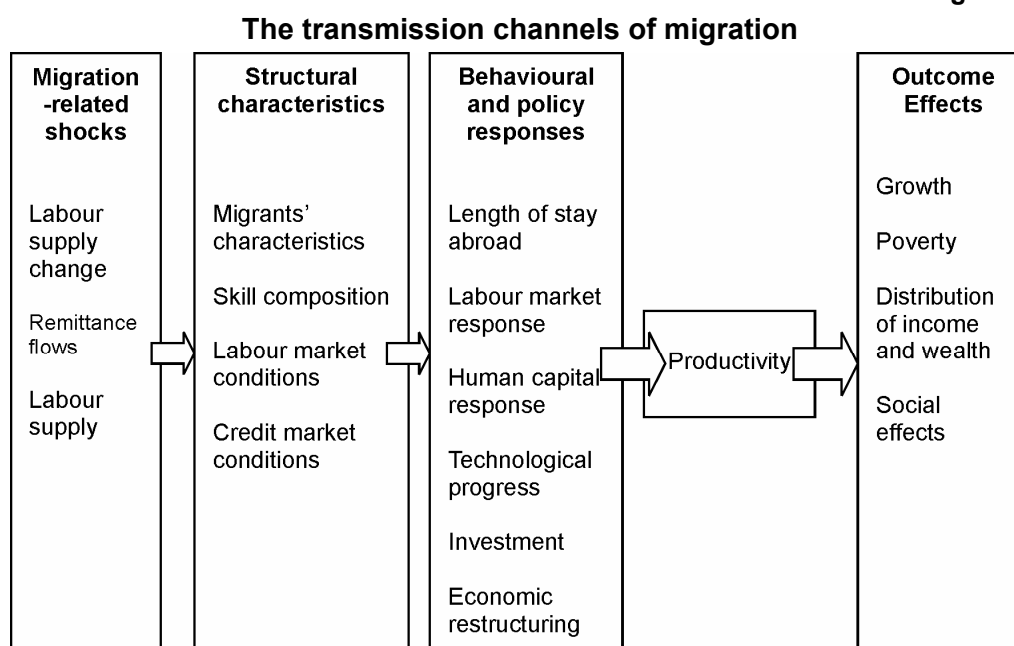 The transmission channels of migration
Migration
-related
shocks
Labour
supply
change
Remittance
flows
Labour
supply
Structural
characteristics
Migrants’
characteristics
Skill composition
Labour market
conditions
Credit market
conditions
Behavioural
and policy
responses
Length of stay
abroad
Labour market
response
Human capital
response
Technological
progress
Investment
Economic
restructuring
Productivity
Outcome
Effects
Growth
Poverty
Distribution
of income
and wealth
Social
effects